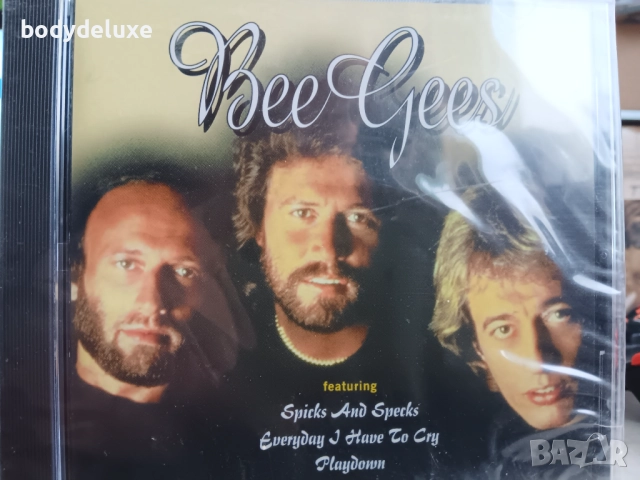 bodydeluxe
Bee Gees
featuring
Spicks And Specks
Everyday I Have To Cry
Playdown
BAZAR